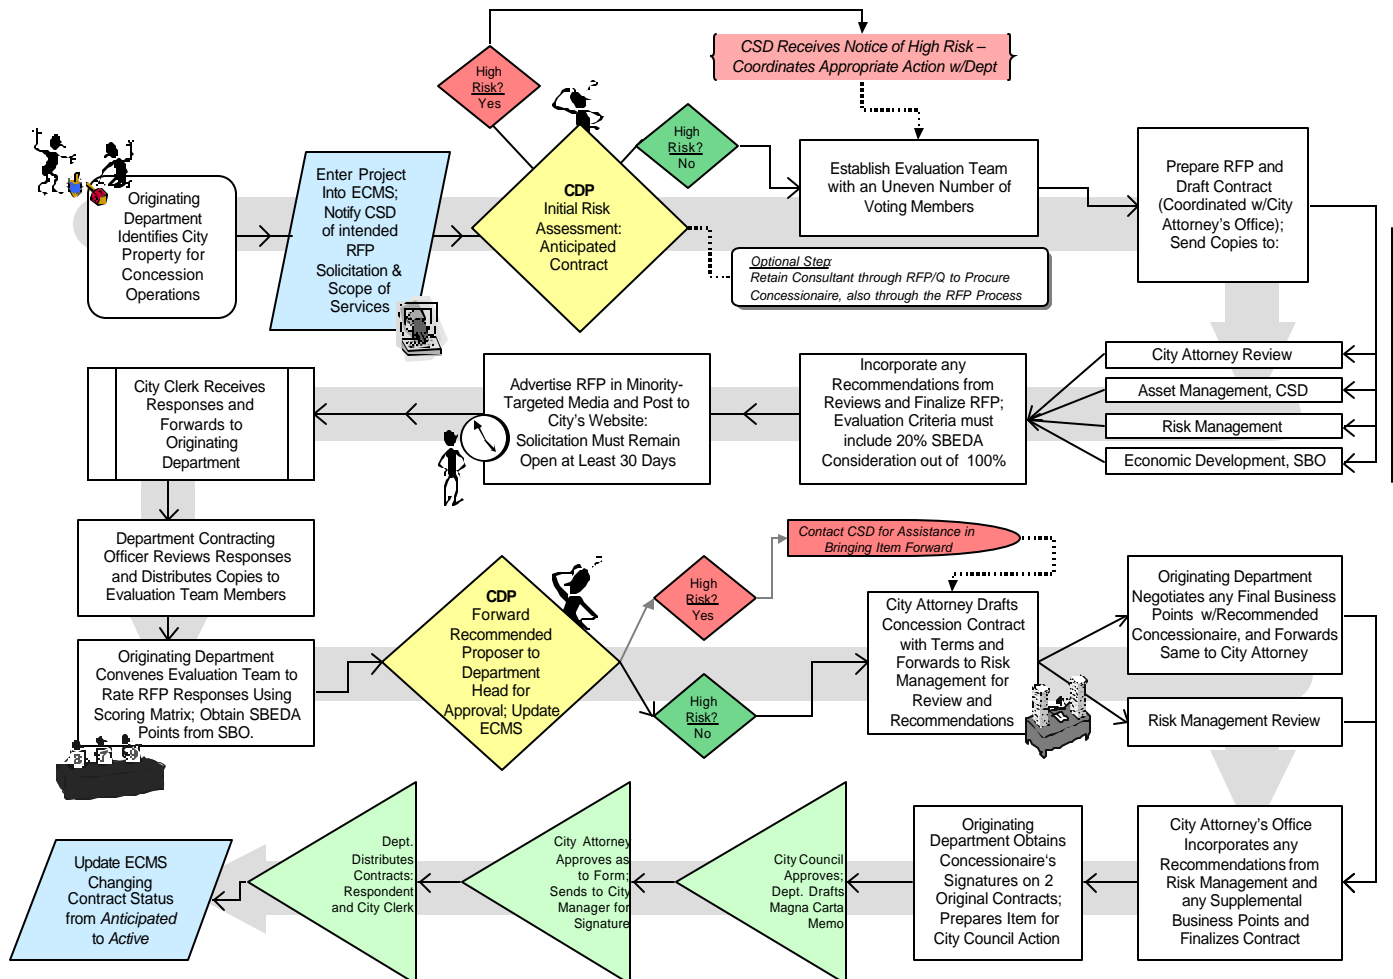 CSD Receives Notice of High Risk –
Coordinates Appropriate Action w/Dept
High
Risk?
Yes
High
Risk?
No
Originating
Department
Identifies City
Property for
Concession
Operations
Enter Project
Into ECMS;
Notify CSD
of intended
RFP
Solicitation &
Scope of
Services
CDP
Initial Risk
Assessment:
Anticipated
Contract
Establish Evaluation Team
with an Uneven Number of
Voting Members
Optional Step:
Retain Consultant through RFP/Q to Procure
Concessionaire, also through the RFP Process
Prepare RFP and
Draft Contract
(Coordinated w/City
Attorney's Office);
Send Copies to:
City Attorney Review
Asset Management, CSD
Risk Management
Economic Development, SBO
Incorporate any
Recommendations from
Reviews and Finalize RFP;
Evaluation Criteria must
include 20% SBEDA
Consideration out of 100%
Advertise RFP in Minority-
Targeted Media and Post to
City's Website:
Solicitation Must Remain
Open at Least 30 Days
City Clerk Receives
Responses and
Forwards to
Originating
Department
Department Contracting
Officer Reviews Responses
and Distributes Copies to
Evaluation Team Members
Originating Department
Convenes Evaluation Team to
Rate RFP Responses Using
Scoring Matrix; Obtain SBEDA
Points from SBO.
8 7 9
CDP
Forward
Recommended
Proposer to
Department
Head for
Approval; Update
ECMS
High
Risk?
Yes
High
Risk?
No
Contact CSD for Assistance in
Bringing Item Forward
City Attorney Drafts
Concession Contract
with Terms and
Forwards to Risk
Management for
Review and
Recommendations
Originating Department
Negotiates any Final Business
Points w/Recommended
Concessionaire, and Forwards
Same to City Attorney
Risk Management Review
City Attorney's Office
Incorporates any
Recommendations from
Risk Management and
any Supplemental
Business Points and
Finalizes Contract
Originating
Department Obtains
Concessionaire's
Signatures on 2
Original Contracts;
Prepares Item for
City Council Action
City Council
Approves;
Dept. Drafts
Magna Carta
Memo
City Attorney
Approves as
to Form;
Sends to City
Manager for
Signature
Dept.
Distributes
Contracts:
Respondent
and City Clerk
Update ECMS
Changing
Contract Status
from Anticipated
to Active